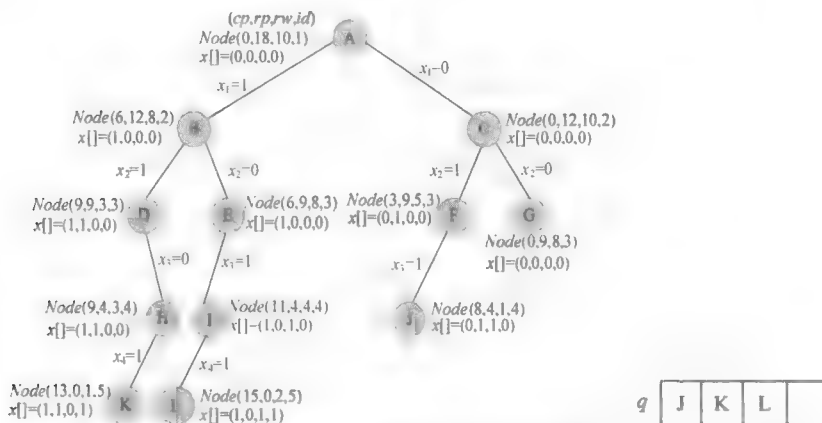 (cp,rp,rw,id)
Node(0,18,10,1)
x[]=(0,0,0,0)
A
x₁=1
x₁=0
Node(6,12,8,2)
x[]=(1,0,0,0)
C
Node(0,12,10,2)
x[]=(0,0,0,0)
x₂=1
x₂=0
x₂=1
x₂=0
Node(9,9,3,3)
x[]=(1,1,0,0)
D
E
Node(6,9,8,3)
x[]=(1,0,0,0)
Node(3,9,5,3)
x[]=(0,1,0,0)
F
G
Node(0,9,8,3)
x[]=(0,0,0,0)
x₃=0
x₃=1
x₃=1
Node(9,4,3,4)
x[]=(1,1,0,0)
H
I
Node(11,4,4,4)
x[]=(1,0,1,0)
J
Node(8,4,1,4)
x[]=(0,1,1,0)
x₄=1
x₄=1
Node(13,0,1,5)
x[]=(1,1,0,1)
K
Node(15,0,2,5)
x[]=(1,0,1,1)
q J K L